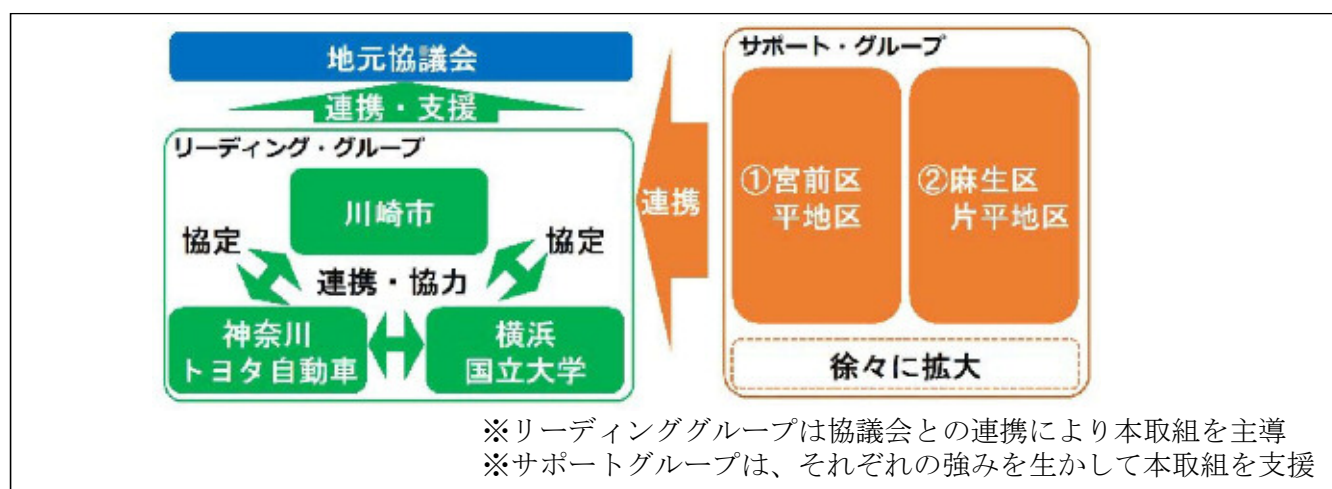 地元協議会
連携・支援
リーディング・グループ
川崎市
協定
協定
連携・協力
神奈川
トヨタ自動車
横浜
国立大学
連携
サポート・グループ
①宮前区
平地区
②麻生区
片平地区
徐々に拡大
※リーディンググループは協議会との連携により本取組を主導
※サポートグループは、それぞれの強みを生かして本取組を支援